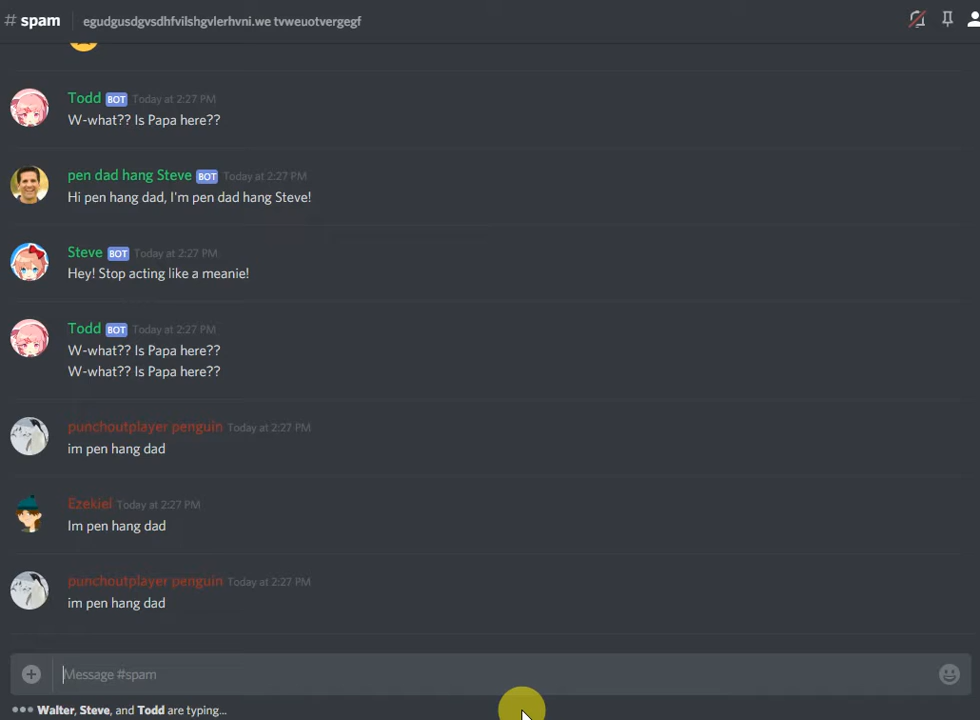 # spam egudgusdgvsdhfvilshgvlerhvni.we tvweuotvergegf
Todd BOT Today at 2:27 PM
W-what?? Is Papa here??
pen dad hang Steve BOT Today at 2:27 PM
Hi pen hang dad, I'm pen dad hang Steve!
Steve BOT Today at 2:27 PM
Hey! Stop acting like a meanie!
Todd BOT Today at 2:27 PM
W-what?? Is Papa here??
W-what?? Is Papa here??
punchoutplayer penguin Today at 2:27 PM
im pen hang dad
Ezekiel Today at 2:27 PM
Im pen hang dad
punchoutplayer penguin Today at 2:27 PM
im pen hang dad
Message #spam
Walter, Steve, and Todd are typing...